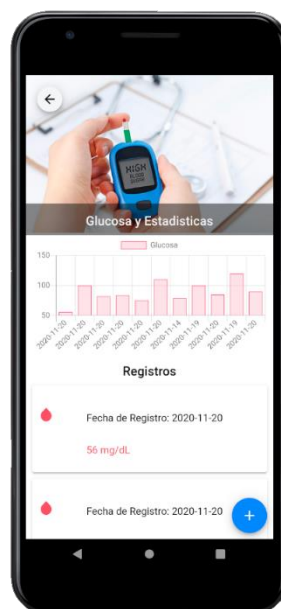 HIGH
BLOOD
SUGAR
Glucosa y Estadisticas
Glucosa
150
100
50
2020-11-20
2020-11-20
2020-11-20
2020-11-20
2020-11-20
2020-11-20
2020-11-14
2020-11-19
2020-11-20
2020-11-19
2020-11-20
Registros
Fecha de Registro: 2020-11-20
56 mg/dL
Fecha de Registro: 2020-11-20
+